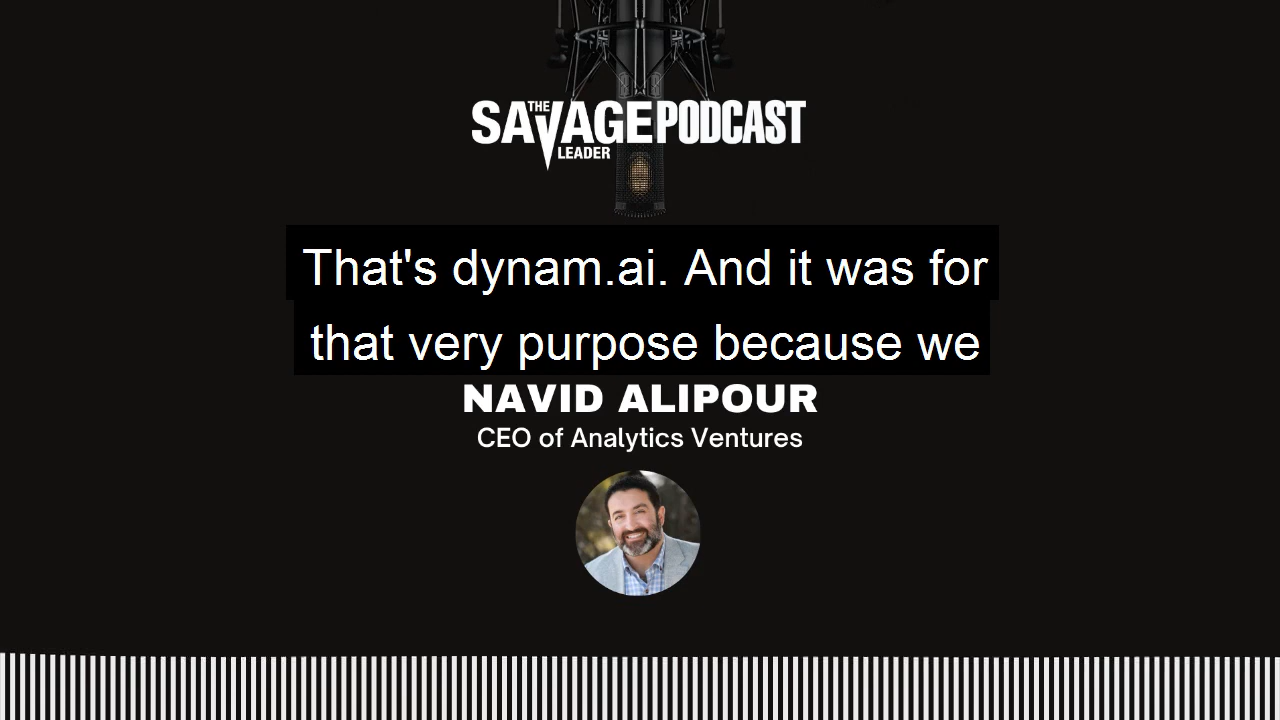 THE SAVAGE LEADER PODCAST
That's dynam.ai. And it was for
that very purpose because we
NAVID ALIPOUR
CEO of Analytics Ventures